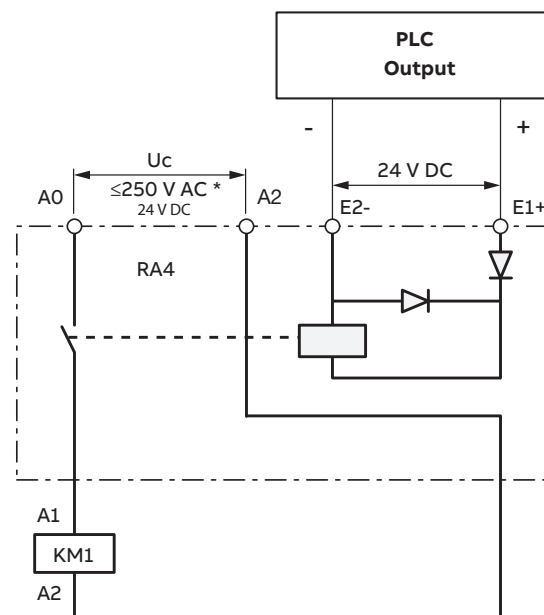 PLC
Output
- +
Uc
≤250 V AC *
24 V DC
24 V DC
A0
A2
E2-
E1+
RA4
A1
KM1
A2